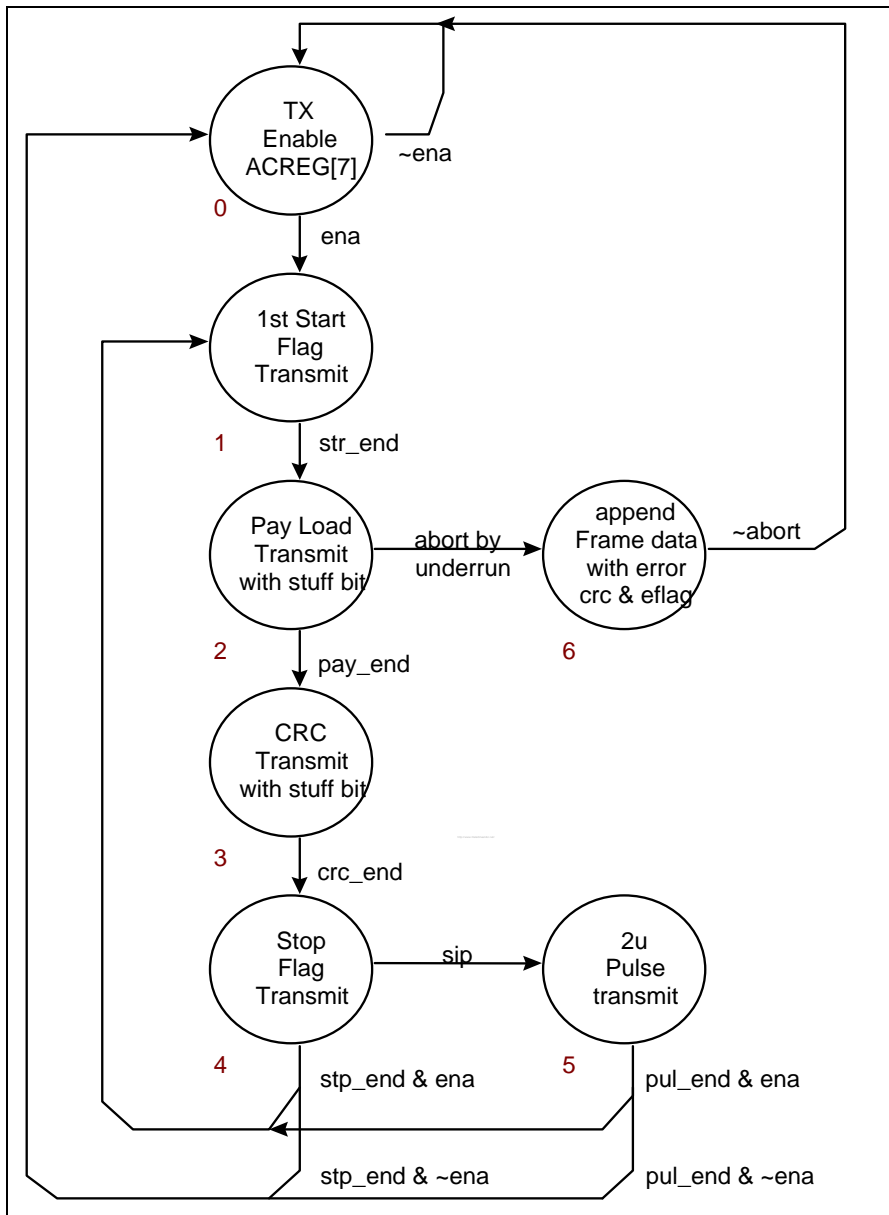 TX
Enable
ACREG[7]
~ena
0
ena
1st Start
Flag
Transmit
1
str_end
Pay Load
Transmit
with stuff bit
abort by
underrun
append
Frame data
with error
crc & eflag
~abort
2
6
pay_end
CRC
Transmit
with stuff bit
3
crc_end
Stop
Flag
Transmit
sip
2u
Pulse
transmit
4
stp_end & ena
5
pul_end & ena
stp_end & ~ena
pul_end & ~ena